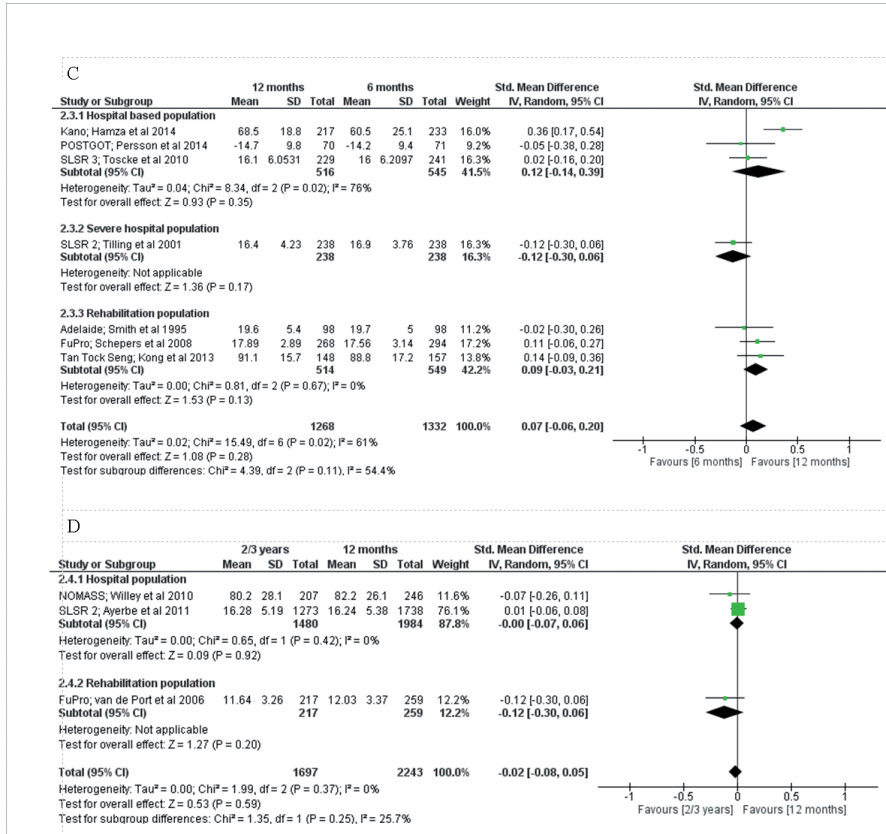 C
12 months 6 months Std. Mean Difference Std. Mean Difference
Study or Subgroup Mean SD Total Mean SD Total Weight IV, Random, 95% CI IV, Random, 95% CI
2.3.1 Hospital based population
Kano; Hamza et al 2014 68.5 18.8 217 60.5 25.1 233 16.0% 0.36 [0.17, 0.54]
POSTGOT; Persson et al 2014 -14.7 9.8 70 -14.2 9.4 71 9.2% -0.05 [-0.38, 0.28]
SLSR 3; Toscke et al 2010 16.1 6.0531 229 16 6.2097 241 16.3% 0.02 [-0.16, 0.20]
Subtotal (95% CI) 516 545 41.5% 0.12 [-0.14, 0.39]
Heterogeneity: Tau² = 0.04; Chi² = 8.34, df = 2 (P = 0.02); I² = 76%
Test for overall effect: Z = 0.93 (P = 0.35)
2.3.2 Severe hospital population
SLSR 2; Tilling et al 2001 16.4 4.23 238 16.9 3.76 238 16.3% -0.12 [-0.30, 0.06]
Subtotal (95% CI) 238 238 16.3% -0.12 [-0.30, 0.06]
Heterogeneity: Not applicable
Test for overall effect: Z = 1.36 (P = 0.17)
2.3.3 Rehabilitation population
Adelaide; Smith et al 1995 19.6 5.4 98 19.7 5 98 11.2% -0.02 [-0.30, 0.26]
FuPro; Schepers et al 2008 17.89 2.89 268 17.56 3.14 294 17.2% 0.11 [-0.06, 0.27]
Tan Tock Seng; Kong et al 2013 91.1 15.7 148 88.8 17.2 157 13.8% 0.14 [-0.09, 0.36]
Subtotal (95% CI) 514 549 42.2% 0.09 [-0.03, 0.21]
Heterogeneity: Tau² = 0.00; Chi² = 0.81, df = 2 (P = 0.67); I² = 0%
Test for overall effect: Z = 1.53 (P = 0.13)
Total (95% CI) 1268 1332 100.0% 0.07 [-0.06, 0.20]
Heterogeneity: Tau² = 0.02; Chi² = 15.49, df = 6 (P = 0.02); I² = 61%
Test for overall effect: Z = 1.08 (P = 0.28)
Test for subgroup differences: Chi² = 4.39, df = 2 (P = 0.11), I² = 54.4%
-1 -0.5 0 0.5 1
Favours [6 months] Favours [12 months]
D
2/3 years 12 months Std. Mean Difference Std. Mean Difference
Study or Subgroup Mean SD Total Mean SD Total Weight IV, Random, 95% CI IV, Random, 95% CI
2.4.1 Hospital population
NOMASS; Willey et al 2010 80.2 28.1 207 82.2 26.1 246 11.6% -0.07 [-0.26, 0.11]
SLSR 2; Ayerbe et al 2011 16.28 5.19 1273 16.24 5.38 1738 76.1% 0.01 [-0.06, 0.08]
Subtotal (95% CI) 1480 1984 87.8% -0.00 [-0.07, 0.06]
Heterogeneity: Tau² = 0.00; Chi² = 0.65, df = 1 (P = 0.42); I² = 0%
Test for overall effect: Z = 0.09 (P = 0.92)
2.4.2 Rehabilitation population
FuPro; van de Port et al 2006 11.64 3.26 217 12.03 3.37 259 12.2% -0.12 [-0.30, 0.06]
Subtotal (95% CI) 217 259 12.2% -0.12 [-0.30, 0.06]
Heterogeneity: Not applicable
Test for overall effect: Z = 1.27 (P = 0.20)
Total (95% CI) 1697 2243 100.0% -0.02 [-0.08, 0.05]
Heterogeneity: Tau² = 0.00; Chi² = 1.99, df = 2 (P = 0.37); I² = 0%
Test for overall effect: Z = 0.53 (P = 0.59)
Test for subgroup differences: Chi² = 1.35, df = 1 (P = 0.25), I² = 25.7%
-1 -0.5 0 0.5 1
Favours [2/3 years] Favours [12 months]